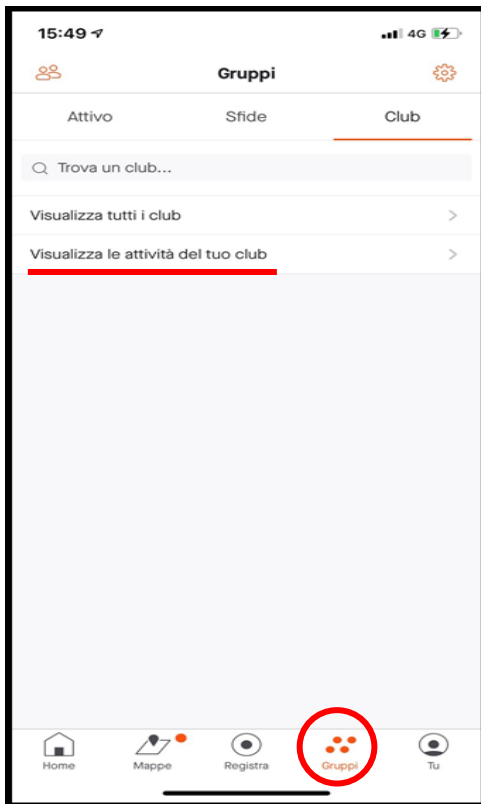 15:49 4G
Gruppi
Attivo Sfide Club
Trova un club...
Visualizza tutti i club
Visualizza le attività del tuo club
Home Mappe Registra Gruppi Tu